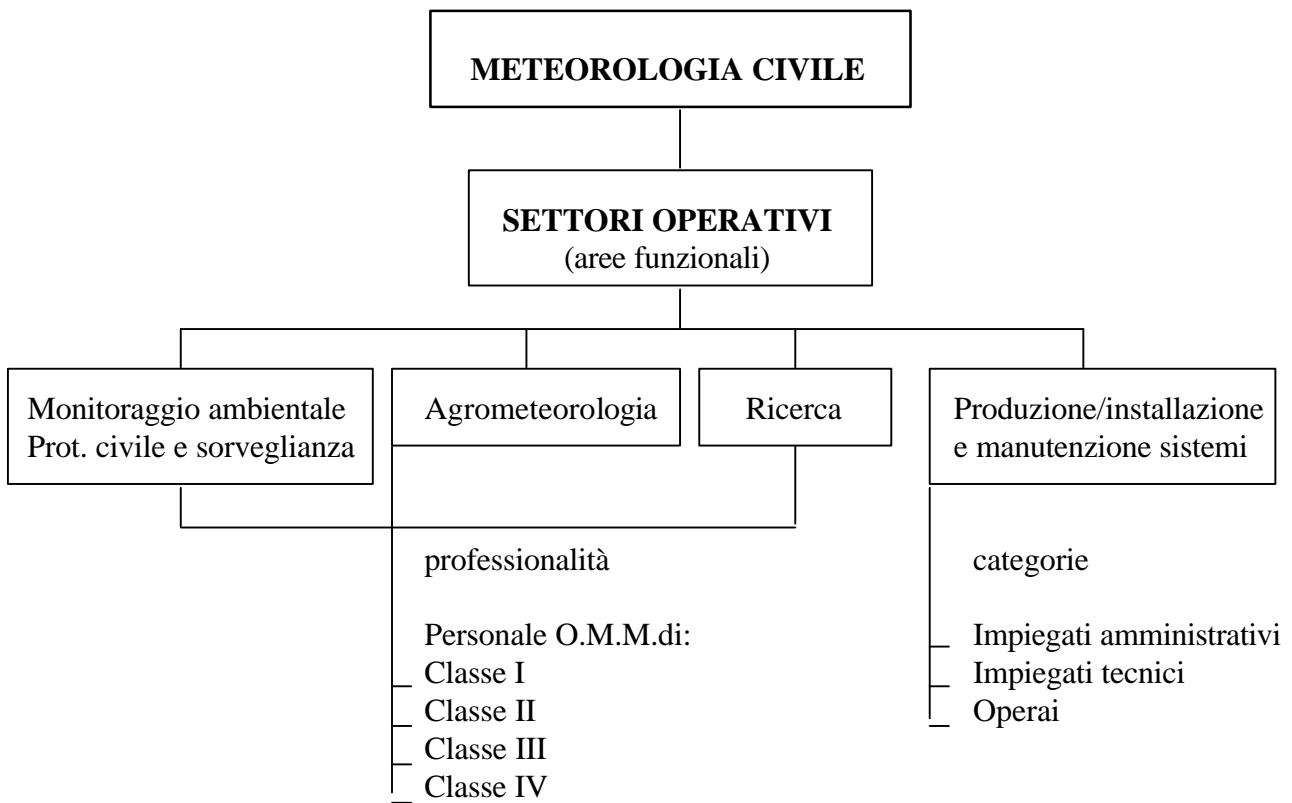 METEOROLOGIA CIVILE
SETTORI OPERATIVI
(aree funzionali)
Monitoraggio ambientale
Prot. civile e sorveglianza
Agrometeorologia
Ricerca
Produzione/installazione
e manutenzione sistemi
professionalità
Personale O.M.M.di:
Classe I
Classe II
Classe III
Classe IV
categorie
Impiegati amministrativi
Impiegati tecnici
Operai